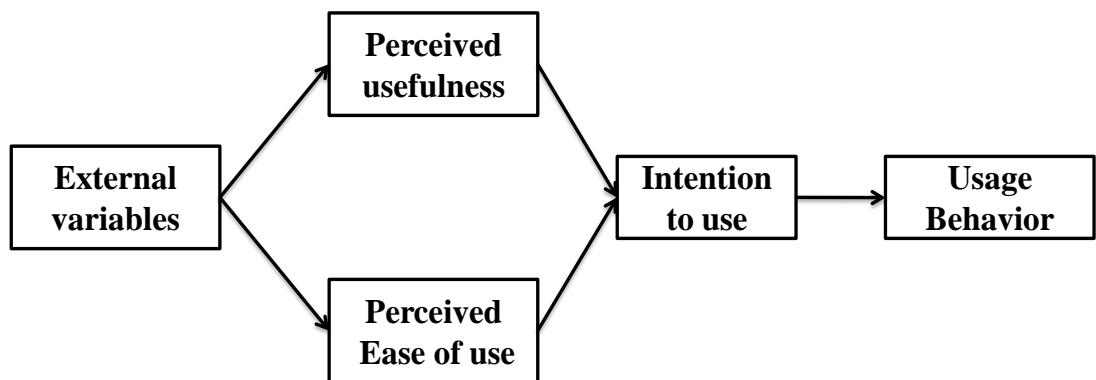 Perceived
usefulness
External
variables
Intention
to use
Usage
Behavior
Perceived
Ease of use